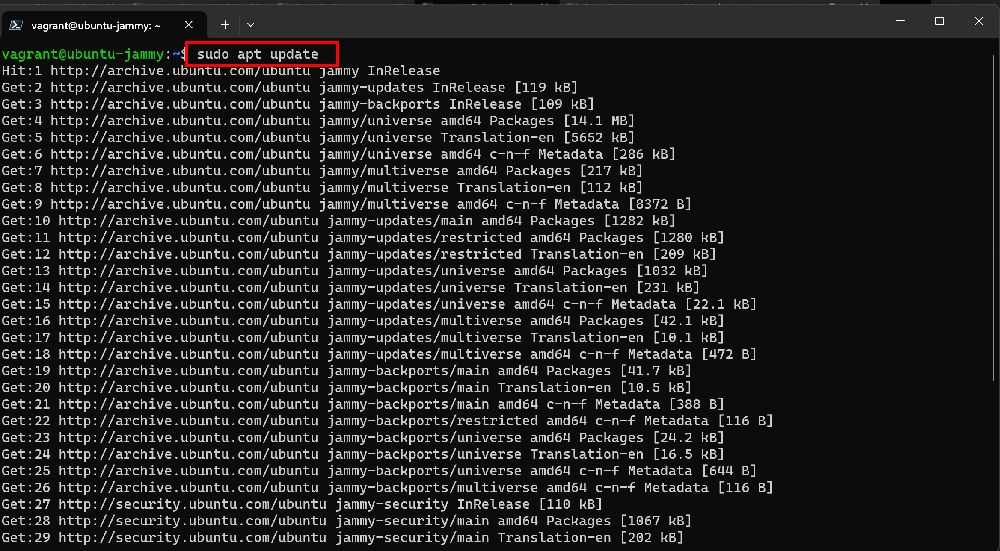 vagrant@ubuntu-jammy: ~
vagrant@ubuntu-jammy:~$ sudo apt update
Hit:1 http://archive.ubuntu.com/ubuntu jammy InRelease
Get:2 http://archive.ubuntu.com/ubuntu jammy-updates InRelease [119 kB]
Get:3 http://archive.ubuntu.com/ubuntu jammy-backports InRelease [109 kB]
Get:4 http://archive.ubuntu.com/ubuntu jammy/universe amd64 Packages [14.1 MB]
Get:5 http://archive.ubuntu.com/ubuntu jammy/universe Translation-en [5652 kB]
Get:6 http://archive.ubuntu.com/ubuntu jammy/universe amd64 c-n-f Metadata [286 kB]
Get:7 http://archive.ubuntu.com/ubuntu jammy/multiverse amd64 Packages [217 kB]
Get:8 http://archive.ubuntu.com/ubuntu jammy/multiverse Translation-en [112 kB]
Get:9 http://archive.ubuntu.com/ubuntu jammy/multiverse amd64 c-n-f Metadata [8372 B]
Get:10 http://archive.ubuntu.com/ubuntu jammy-updates/main amd64 Packages [1282 kB]
Get:11 http://archive.ubuntu.com/ubuntu jammy-updates/restricted amd64 Packages [1280 kB]
Get:12 http://archive.ubuntu.com/ubuntu jammy-updates/restricted Translation-en [209 kB]
Get:13 http://archive.ubuntu.com/ubuntu jammy-updates/universe amd64 Packages [1032 kB]
Get:14 http://archive.ubuntu.com/ubuntu jammy-updates/universe Translation-en [231 kB]
Get:15 http://archive.ubuntu.com/ubuntu jammy-updates/universe amd64 c-n-f Metadata [22.1 kB]
Get:16 http://archive.ubuntu.com/ubuntu jammy-updates/multiverse amd64 Packages [42.1 kB]
Get:17 http://archive.ubuntu.com/ubuntu jammy-updates/multiverse Translation-en [10.1 kB]
Get:18 http://archive.ubuntu.com/ubuntu jammy-updates/multiverse amd64 c-n-f Metadata [472 B]
Get:19 http://archive.ubuntu.com/ubuntu jammy-backports/main amd64 Packages [41.7 kB]
Get:20 http://archive.ubuntu.com/ubuntu jammy-backports/main Translation-en [10.5 kB]
Get:21 http://archive.ubuntu.com/ubuntu jammy-backports/main amd64 c-n-f Metadata [388 B]
Get:22 http://archive.ubuntu.com/ubuntu jammy-backports/restricted amd64 c-n-f Metadata [116 B]
Get:23 http://archive.ubuntu.com/ubuntu jammy-backports/universe amd64 Packages [24.2 kB]
Get:24 http://archive.ubuntu.com/ubuntu jammy-backports/universe Translation-en [16.5 kB]
Get:25 http://archive.ubuntu.com/ubuntu jammy-backports/universe amd64 c-n-f Metadata [644 B]
Get:26 http://archive.ubuntu.com/ubuntu jammy-backports/multiverse amd64 c-n-f Metadata [116 B]
Get:27 http://security.ubuntu.com/ubuntu jammy-security InRelease [110 kB]
Get:28 http://security.ubuntu.com/ubuntu jammy-security/main amd64 Packages [1067 kB]
Get:29 http://security.ubuntu.com/ubuntu jammy-security/main Translation-en [202 kB]